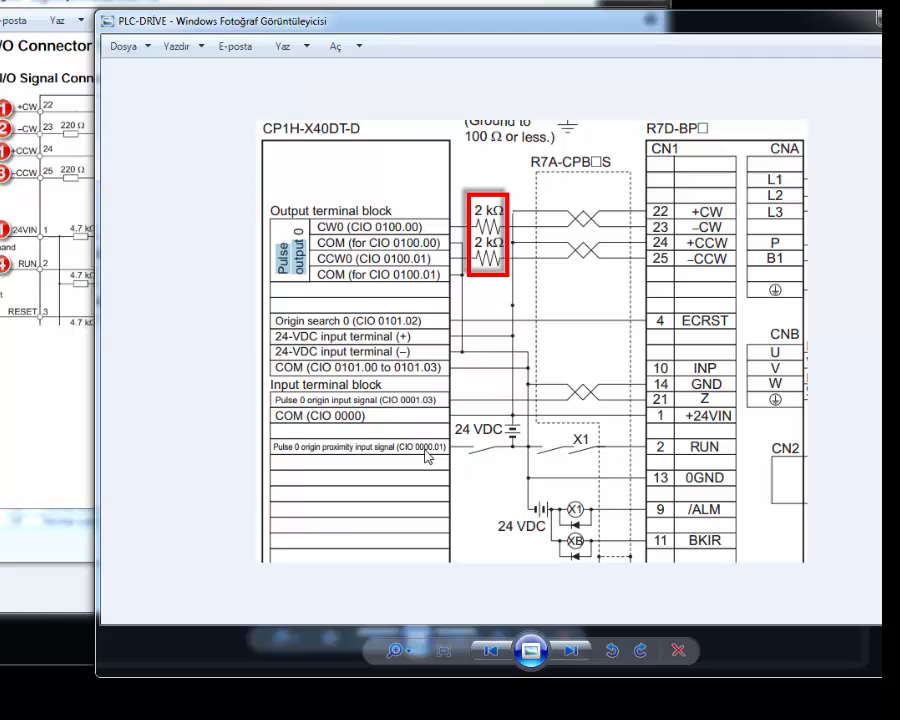 -posta Yaz
/O Connector
I/O Signal Conn
+CW 22
−CW 23 220 Ω
+CCW 24
−CCW 25 220 Ω
24VIN 1 4.7 k
RUN 2
4.7 kΩ
RESET 3 4.7 kΩ
PLC-DRİVE - Windows Fotoğraf Görüntüleyicisi
Dosya Yazdır E-posta Yaz Aç
CP1H-X40DT-D
(Ground to
100 Ω or less.)
R7D-BP□
R7A-CPB□S
CN1 CNA
L1
L2
L3
P
B1
Output terminal block
Pulse output 0
CW0 (CIO 0100.00)
COM (for CIO 0100.00)
CCW0 (CIO 0100.01)
COM (for CIO 0100.01)
2 kΩ
2 kΩ
22 +CW
23 −CW
24 +CCW
25 −CCW
Origin search 0 (CIO 0101.02)
24-VDC input terminal (+)
24-VDC input terminal (−)
COM (CIO 0101.00 to 0101.03)
Input terminal block
Pulse 0 origin input signal (CIO 0001.03)
COM (CIO 0000)
Pulse 0 origin proximity input signal (CIO 0000.01)
4 ECRST
10 INP
14 GND
21 Z
1 +24VIN
24 VDC
X1
2 RUN
13 0GND
24 VDC
X1
9 /ALM
XB
11 BKIR
CNB
U
V
W
CN2